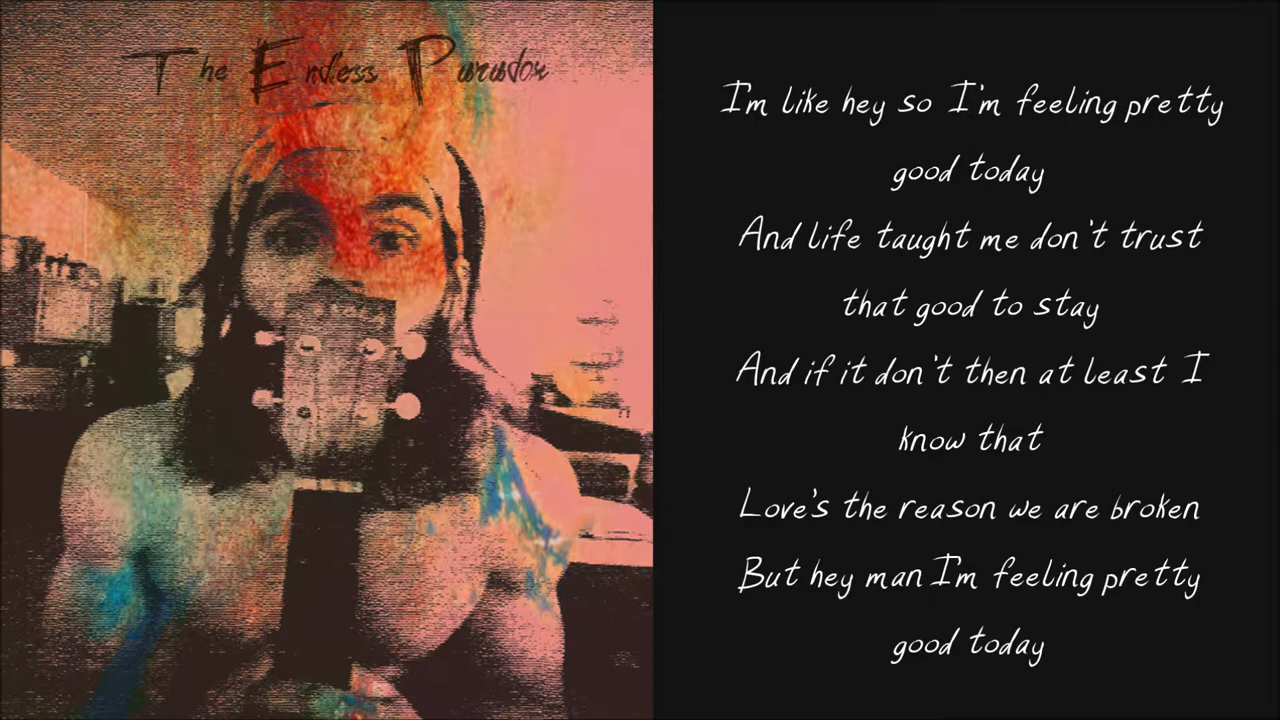 The Endless Paradox
I'm like hey so I'm feeling pretty
good today
And life taught me don't trust
that good to stay
And if it don't then at least I
know that
Love's the reason we are broken
But hey man I'm feeling pretty
good today